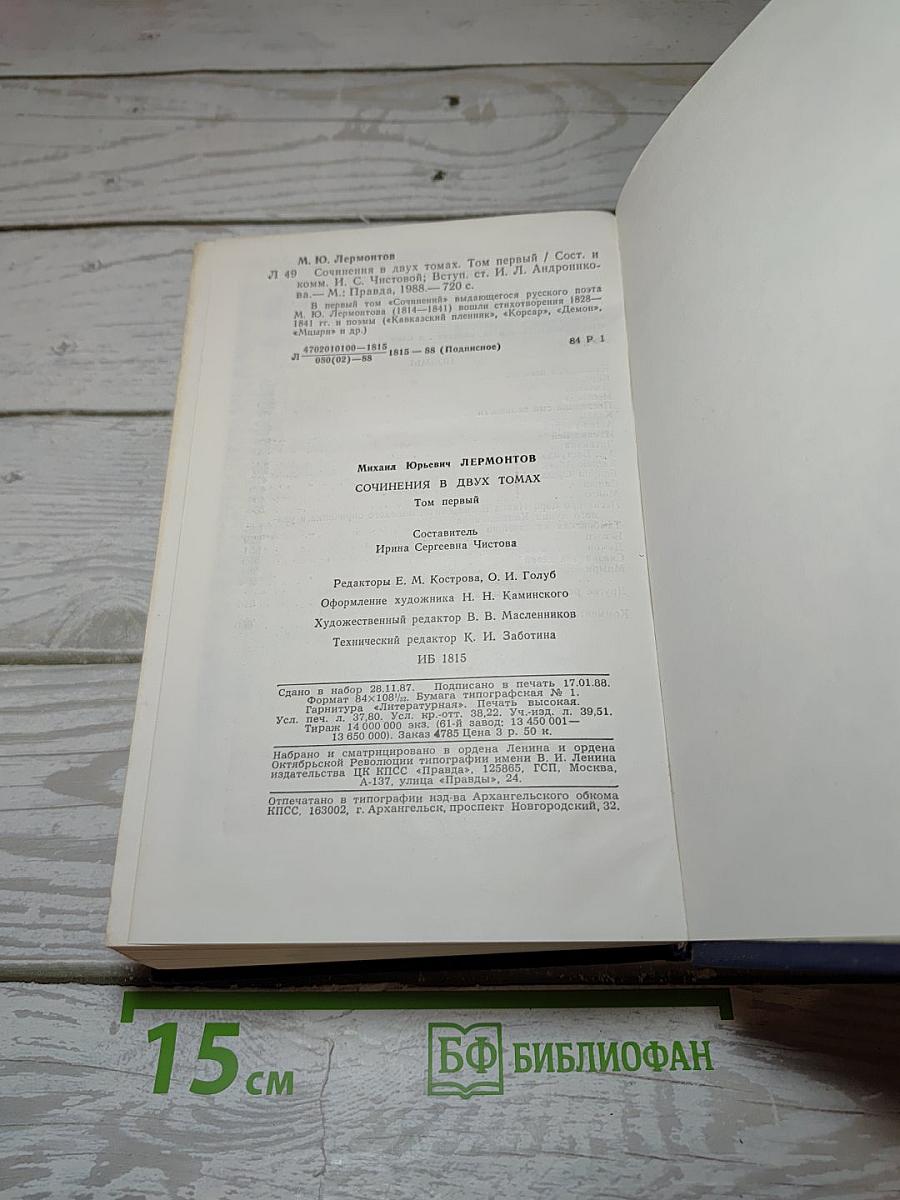 М. Ю. Лермонтов
Л 49 Сочинения в двух томах. Том первый / Сост. и
комм. И. С. Чистовой; Вступ. ст. И. Л. Андронико-
ва.— М.: Правда, 1988.— 720 с.
В первый том «Сочинений» выдающегося русского поэта
М. Ю. Лермонтова (1814—1841) вошли стихотворения 1828—
1841 гг. и поэмы («Кавказский пленник», «Корсар», «Демон»,
«Мцыри» и др.)
Л 4702010100—1815 1815—88 (Подписное) 84 Р 1
080(02)—88
Михаил Юрьевич ЛЕРМОНТОВ
СОЧИНЕНИЯ В ДВУХ ТОМАХ
Том первый
Составитель
Ирина Сергеевна Чистова
Редакторы Е. М. Кострова, О. И. Голуб
Оформление художника Н. Н. Каминского
Художественный редактор В. В. Масленников
Технический редактор К. И. Заботина
ИБ 1815
Сдано в набор 28.11.87. Подписано в печать 17.01.88.
Формат 84×108¹/₃₂. Бумага типографская № 1.
Гарнитура «Литературная». Печать высокая.
Усл. печ. л. 37,80. Усл. кр.-отт. 38,22. Уч.-изд. л. 39,51.
Тираж 14 000 000 экз. (61-й завод: 13 450 001—
13 650 000). Заказ 4785 Цена 3 р. 50 к.
Набрано и сматрицировано в ордена Ленина и ордена
Октябрьской Революции типографии имени В. И. Ленина
издательства ЦК КПСС «Правда», 125865, ГСП, Москва,
А-137, улица «Правды», 24.
Отпечатано в типографии изд-ва Архангельского обкома
КПСС, 163002, г. Архангельск, проспект Новгородский, 32.
15 см БФ БИБЛИОФАН